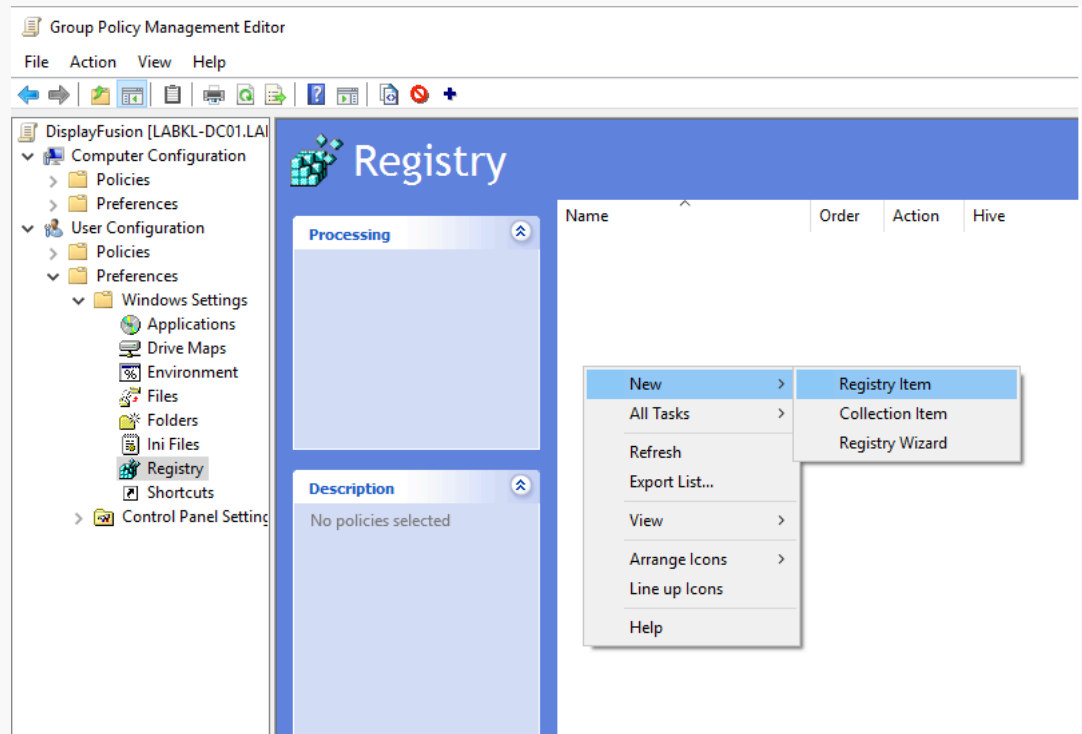 Group Policy Management Editor
File Action View Help
DisplayFusion [LABKL-DC01.LA
Computer Configuration
Policies
Preferences
User Configuration
Policies
Preferences
Windows Settings
Applications
Drive Maps
Environment
Files
Folders
Ini Files
Registry
Shortcuts
Control Panel Setting
Registry
Processing
Description
No policies selected
Name Order Action Hive
New
All Tasks
Refresh
Export List...
View
Arrange Icons
Line up Icons
Help
Registry Item
Collection Item
Registry Wizard